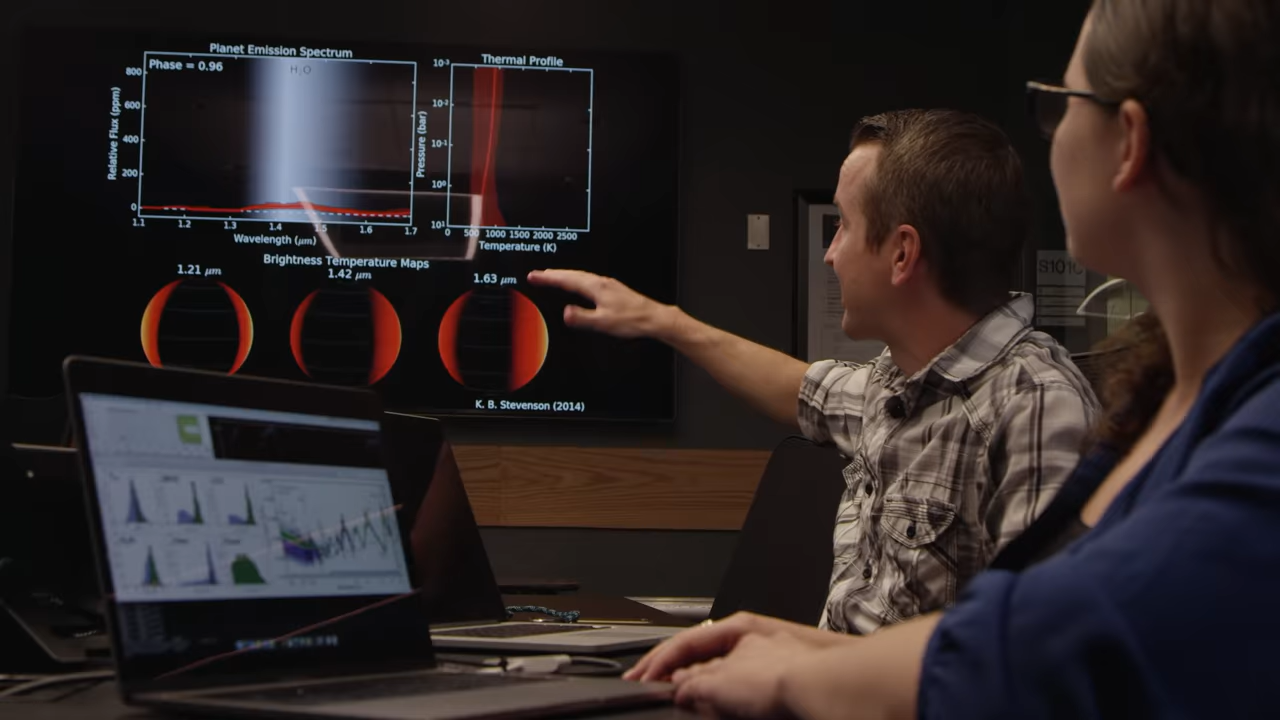 Planet Emission Spectrum
Phase = 0.96
H₂O
800
600
400
200
0
Relative Flux (ppm)
1.1 1.2 1.3 1.4 1.5 1.6 1.7
Wavelength (μm)
Thermal Profile
10⁻³
10⁻²
10⁻¹
10⁰
10¹
Pressure (bar)
0 500 1000 1500 2000 2500
Temperature (K)
Brightness Temperature Maps
1.21 μm
1.42 μm
1.63 μm
K. B. Stevenson (2014)